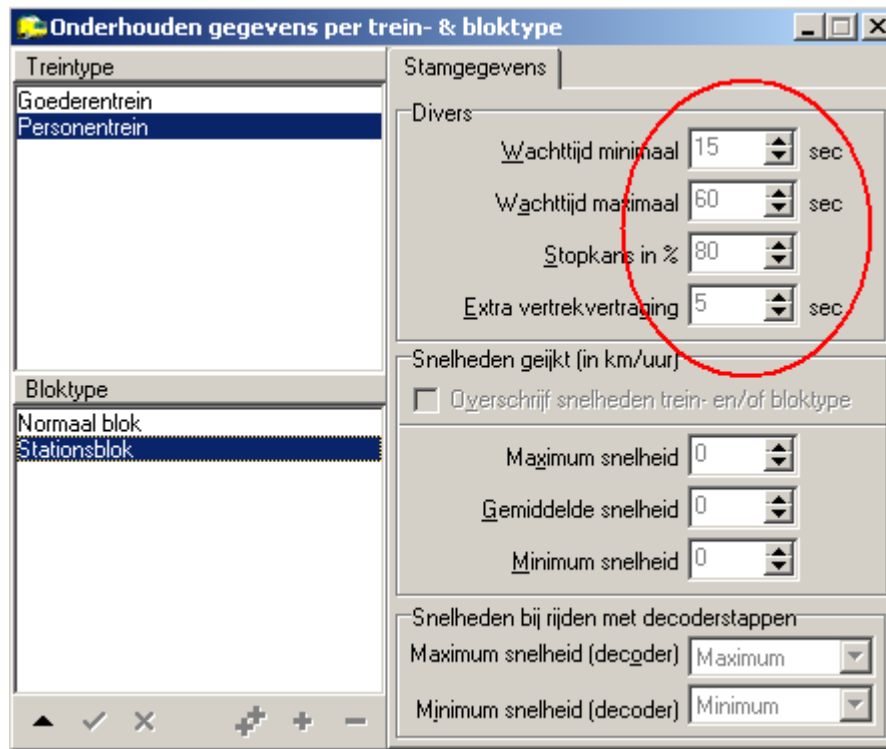 Onderhouden gegevens per trein- & bloktype
Treintype
Goederentrein
Personentrein
Bloktype
Normaal blok
Stationsblok
Stamgegevens
Divers
Wachttijd minimaal 15 sec
Wachttijd maximaal 60 sec
Stopkans in % 80
Extra vertrekvertraging 5 sec
Snelheden geijkt (in km/uur)
Overschrijf snelheden trein- en/of bloktype
Maximum snelheid 0
Gemiddelde snelheid 0
Minimum snelheid 0
Snelheden bij rijden met decoderstappen
Maximum snelheid (decoder) Maximum
Minimum snelheid (decoder) Minimum